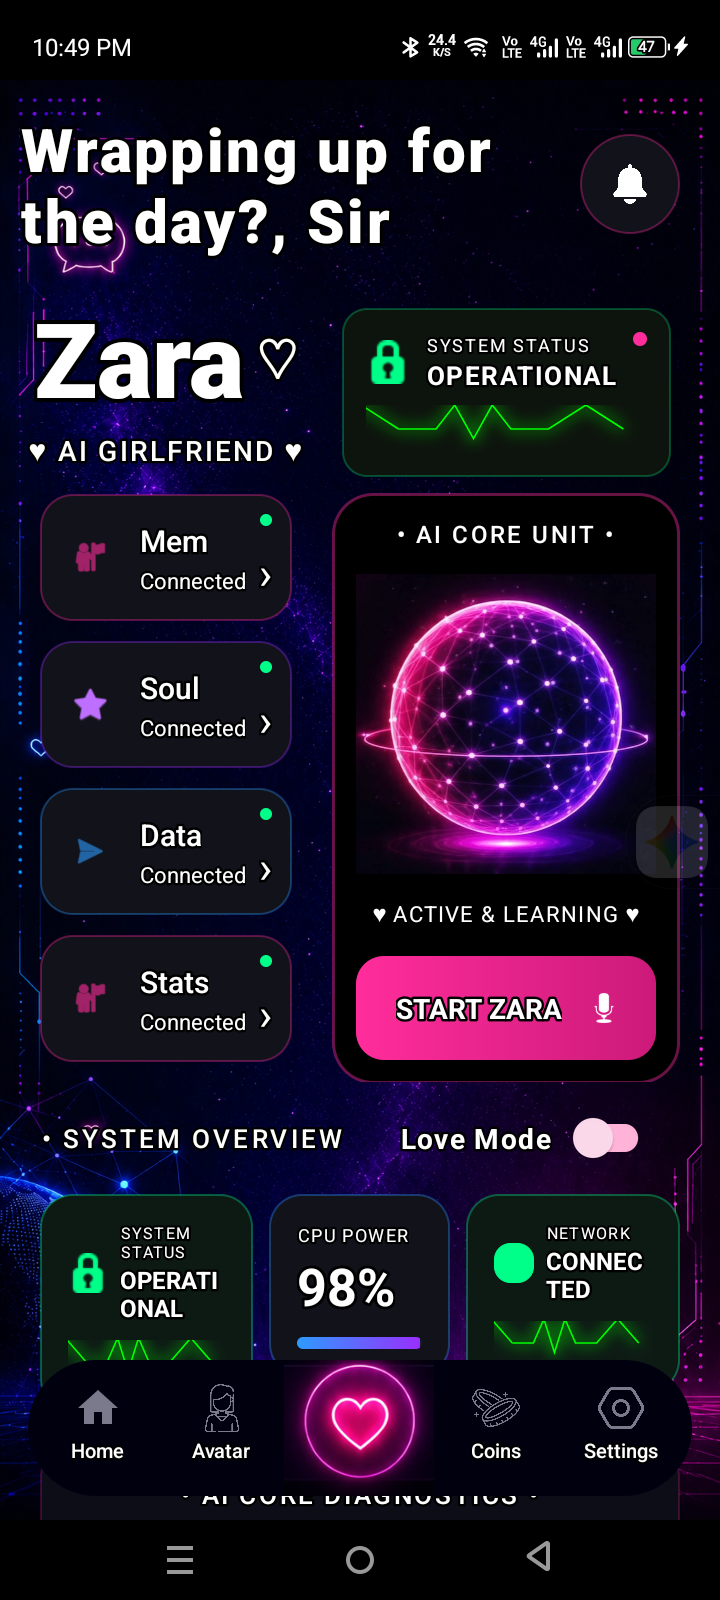 10:49 PM
24.4 K/S
Vo LTE 4G Vo LTE 4G 47
Wrapping up for
the day?, Sir
Zara ♡
♥ AI GIRLFRIEND ♥
SYSTEM STATUS
OPERATIONAL
Mem
Connected ›
Soul
Connected ›
Data
Connected ›
Stats
Connected ›
• AI CORE UNIT •
♥ ACTIVE & LEARNING ♥
START ZARA
• SYSTEM OVERVIEW
Love Mode
SYSTEM
STATUS
OPERATI
ONAL
CPU POWER
98%
NETWORK
CONNEC
TED
Home
Avatar
Coins
Settings
• AI CORE DIAGNOSTICS •